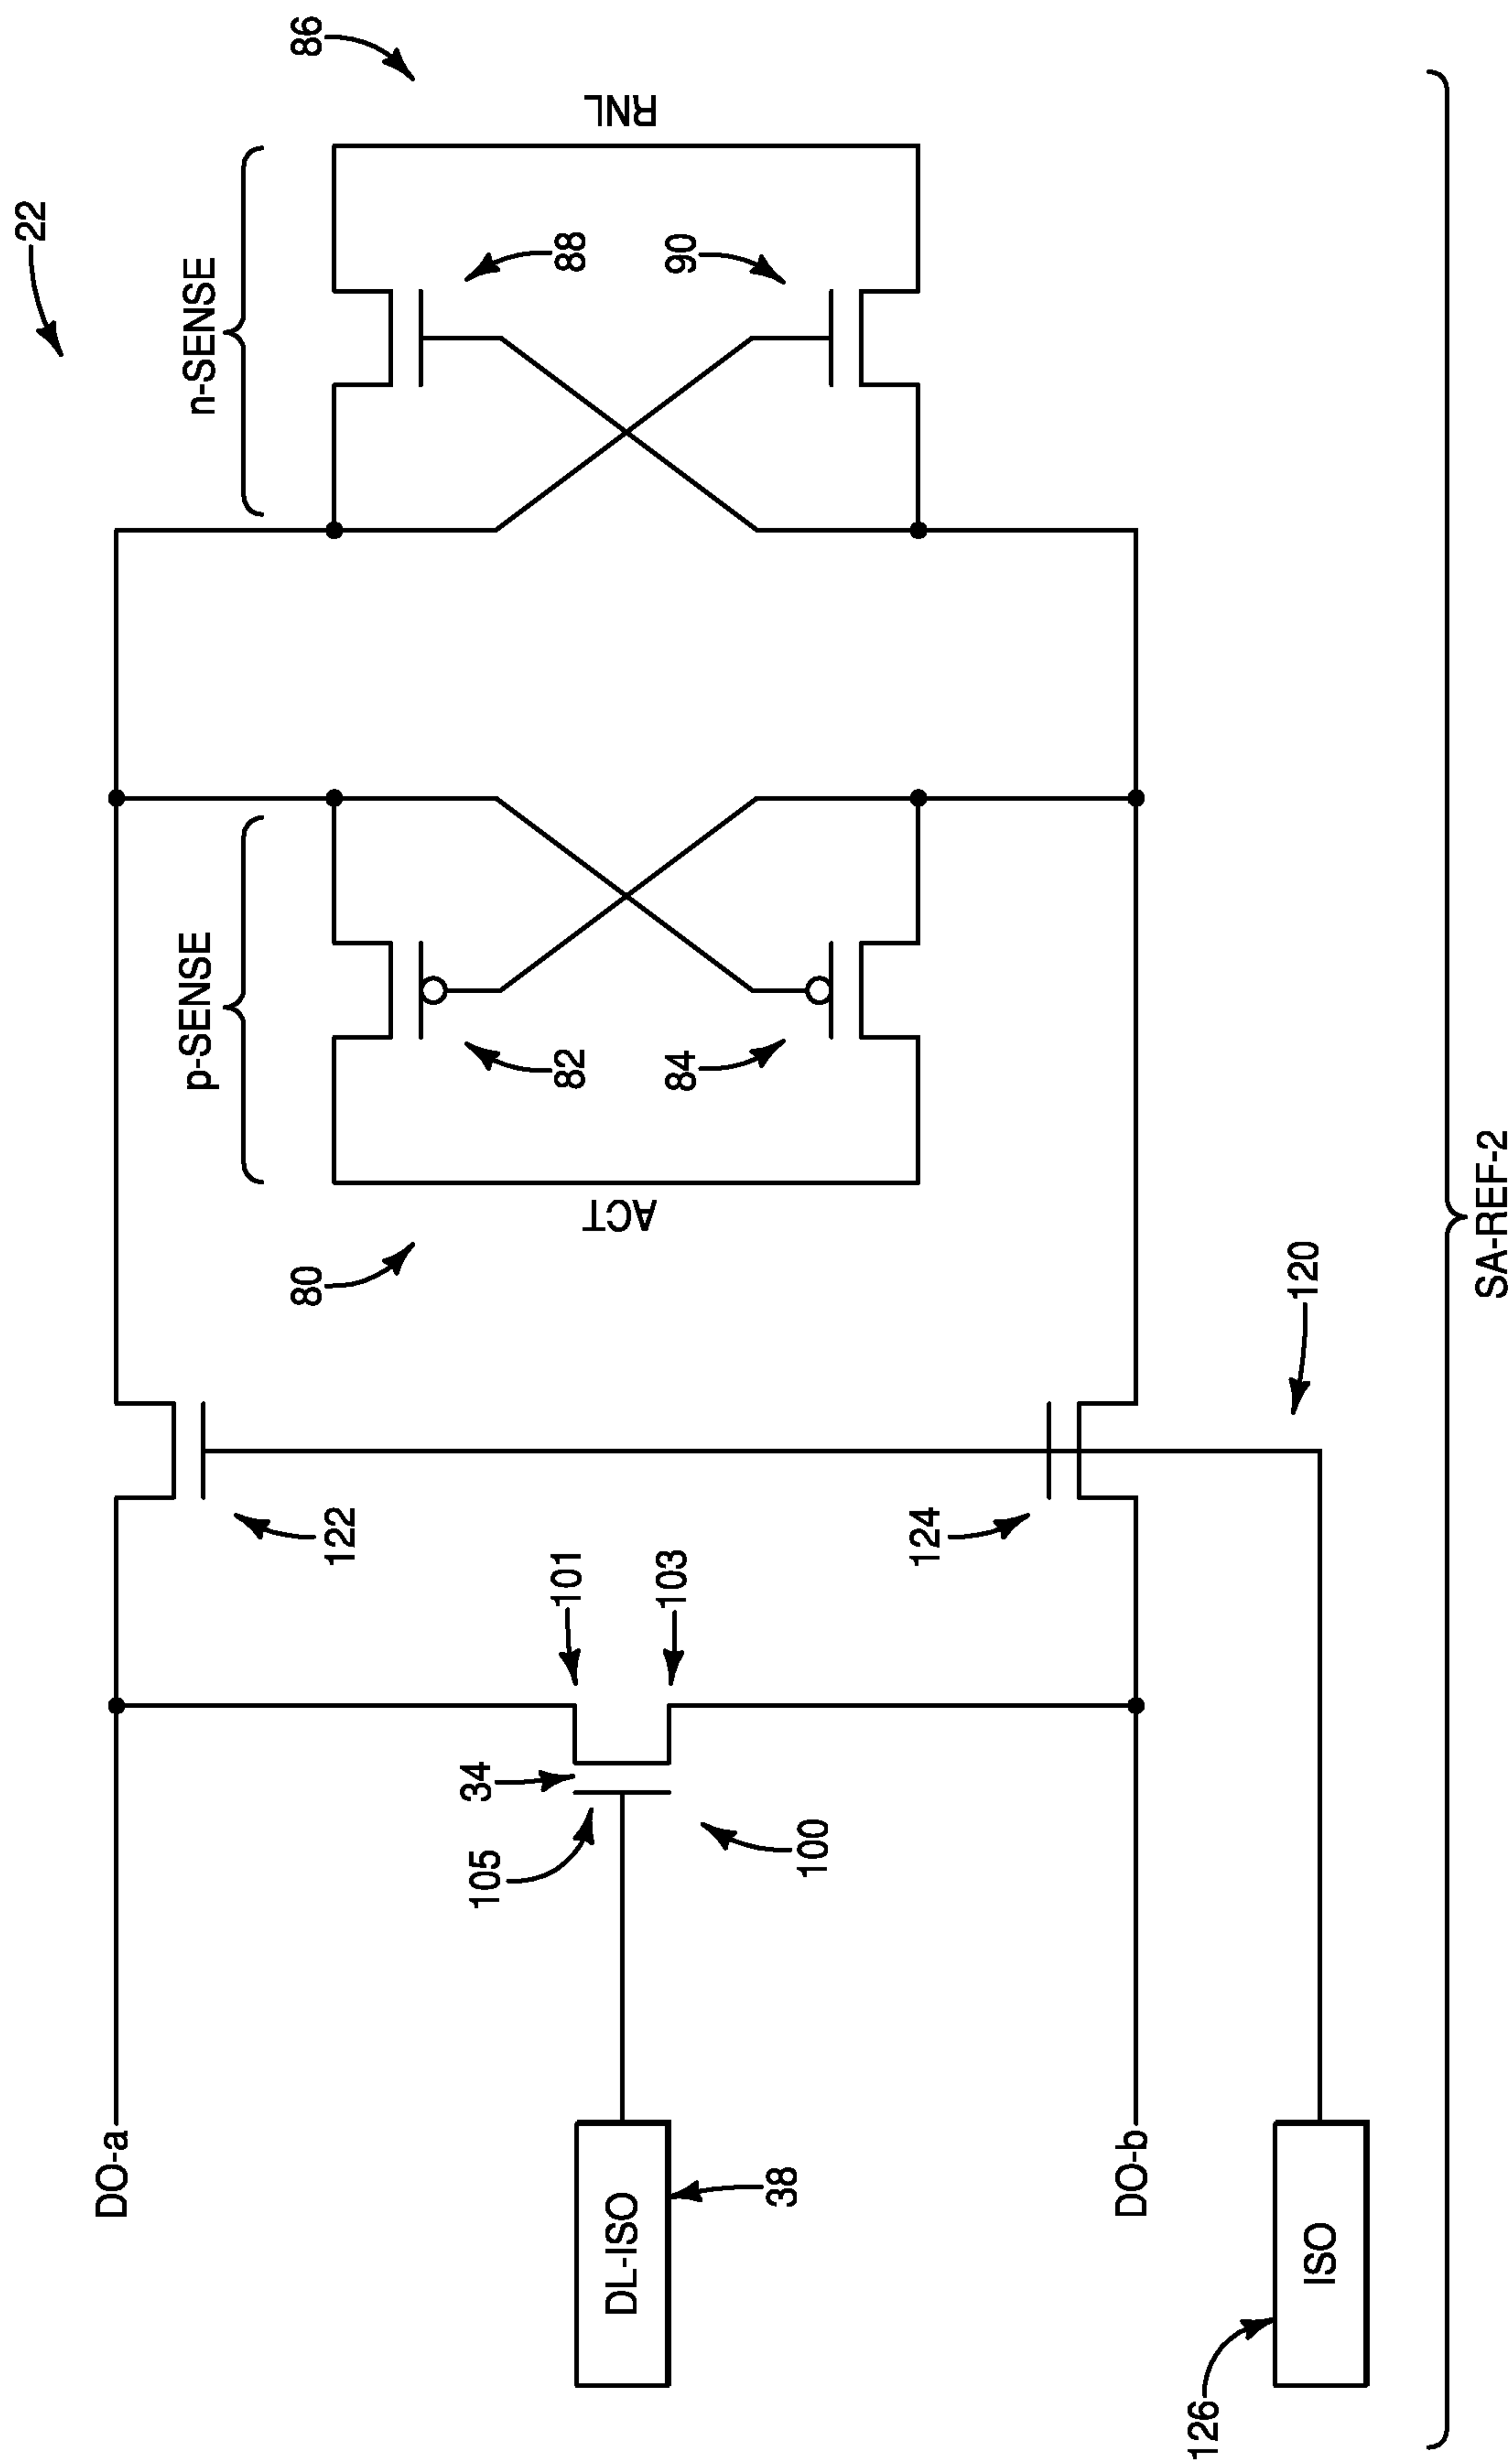 22
DO-a
p-SENSE
n-SENSE
80
86
122
105
34
101
82
88
DL-ISO
ACT
RNL
103
84
90
38
100
124
DO-b
126
120
ISO
SA-REF-2